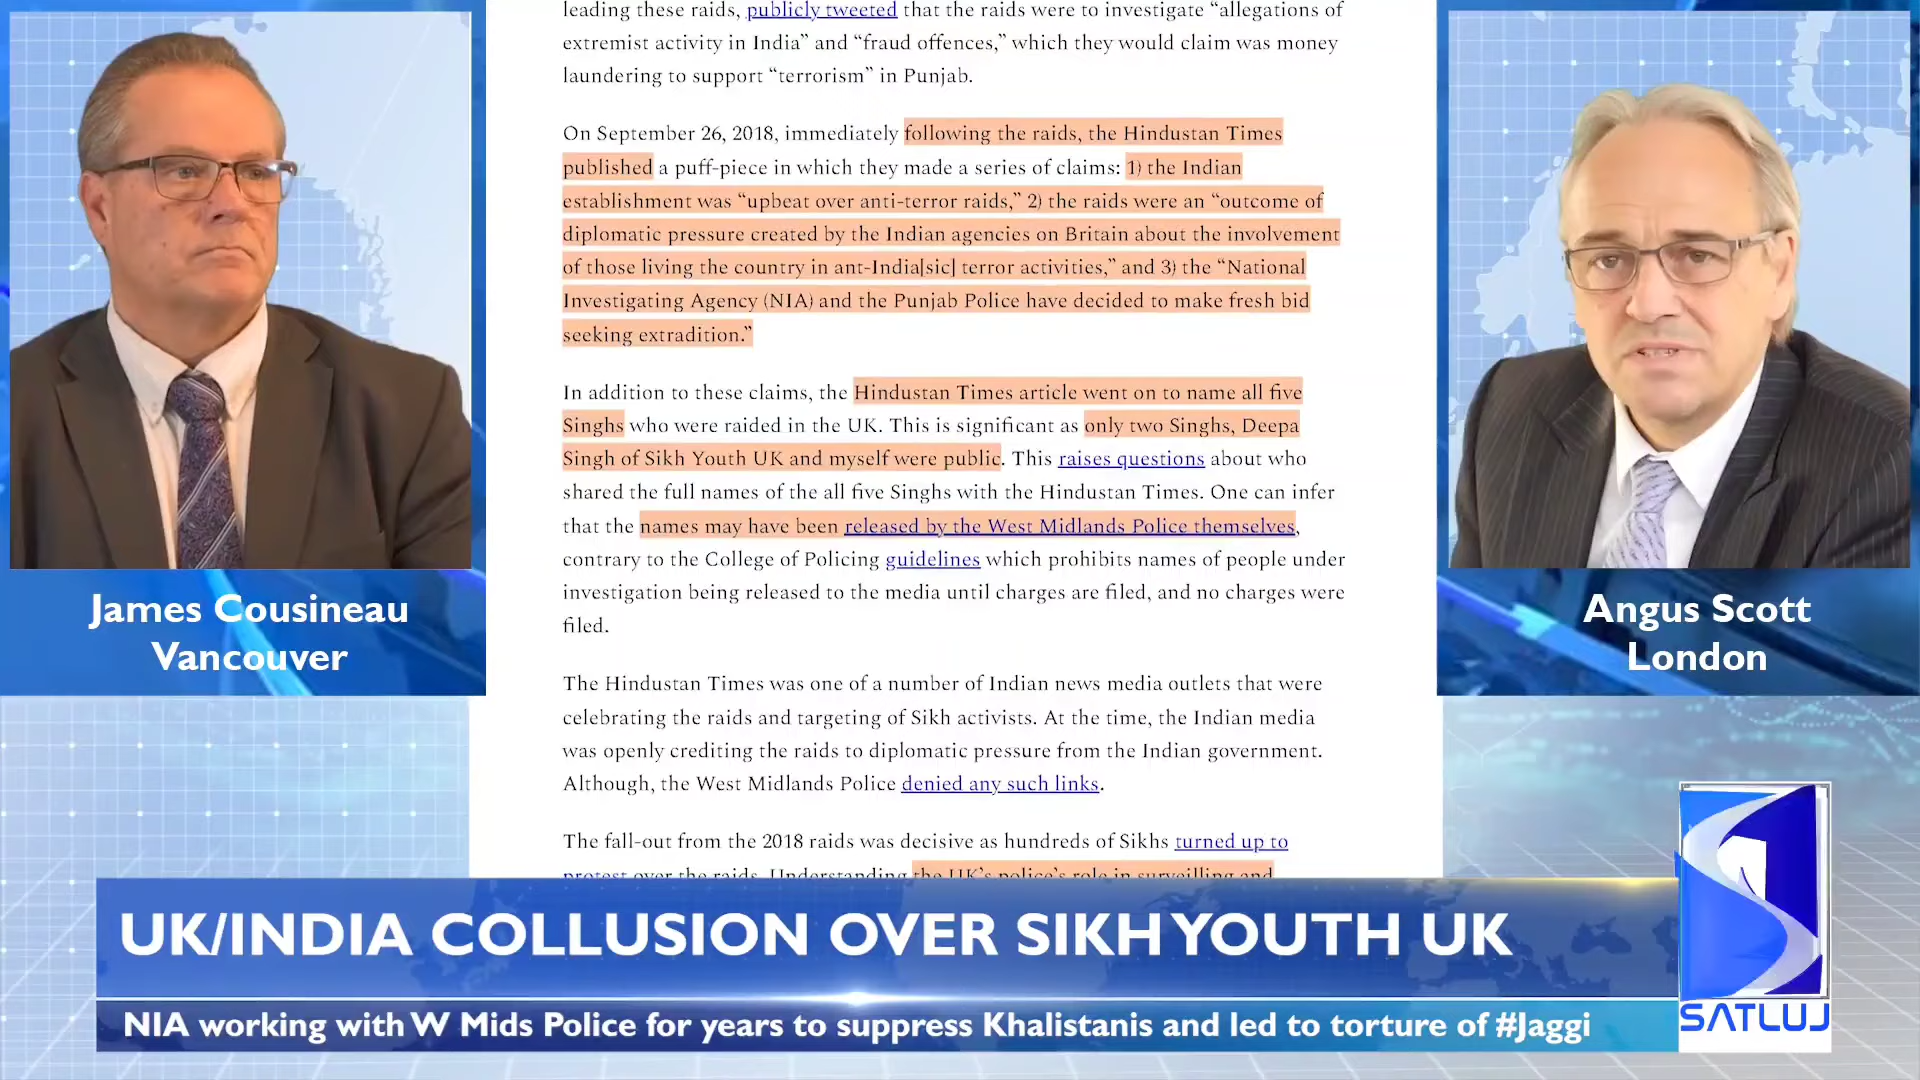 leading these raids, publicly tweeted that the raids were to investigate “allegations of
extremist activity in India” and “fraud offences,” which they would claim was money
laundering to support “terrorism” in Punjab.
On September 26, 2018, immediately following the raids, the Hindustan Times
published a puff-piece in which they made a series of claims: 1) the Indian
establishment was “upbeat over anti-terror raids,” 2) the raids were an “outcome of
diplomatic pressure created by the Indian agencies on Britain about the involvement
of those living the country in ant-India[sic] terror activities,” and 3) the “National
Investigating Agency (NIA) and the Punjab Police have decided to make fresh bid
seeking extradition.”
In addition to these claims, the Hindustan Times article went on to name all five
Singhs who were raided in the UK. This is significant as only two Singhs, Deepa
Singh of Sikh Youth UK and myself were public. This raises questions about who
shared the full names of the all five Singhs with the Hindustan Times. One can infer
that the names may have been released by the West Midlands Police themselves,
contrary to the College of Policing guidelines which prohibits names of people under
investigation being released to the media until charges are filed, and no charges were
filed.
The Hindustan Times was one of a number of Indian news media outlets that were
celebrating the raids and targeting of Sikh activists. At the time, the Indian media
was openly crediting the raids to diplomatic pressure from the Indian government.
Although, the West Midlands Police denied any such links.
The fall-out from the 2018 raids was decisive as hundreds of Sikhs turned up to
protest over the raids. Understanding the UK’s police’s role in surveilling and
James Cousineau
Vancouver
Angus Scott
London
UK/INDIA COLLUSION OVER SIKH YOUTH UK
NIA working with W Mids Police for years to suppress Khalistanis and led to torture of #Jaggi
SATLUJ